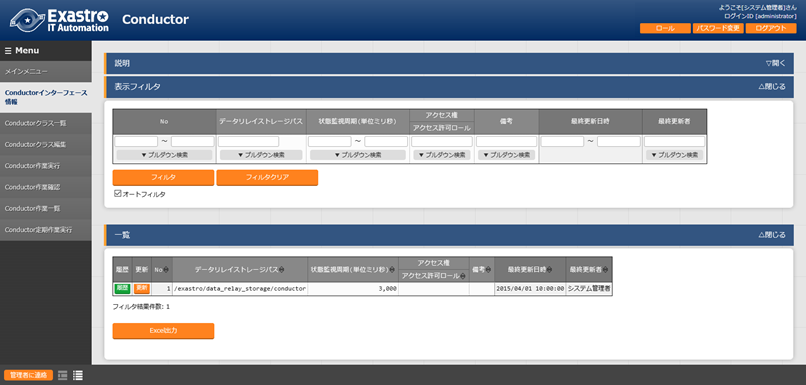 Exastro
IT Automation
Conductor
ようこそ[システム管理者]さん
ログインID [administrator]
ロール
パスワード変更
ログアウト
Menu
メインメニュー
Conductorインターフェース
情報
Conductorクラス一覧
Conductorクラス編集
Conductor作業実行
Conductor作業確認
Conductor作業一覧
Conductor定期作業実行
説明
▽開く
表示フィルタ
△閉じる
No
データリレイストレージパス
状態監視周期(単位ミリ秒)
アクセス権
アクセス許可ロール
備考
最終更新日時
最終更新者
～
～
～
▼ プルダウン検索
▼ プルダウン検索
▼ プルダウン検索
▼ プルダウン検索
▼ プルダウン検索
▼ プルダウン検索
フィルタ
フィルタクリア
オートフィルタ
一覧
△閉じる
履歴
更新
No
データリレイストレージパス
状態監視周期(単位ミリ秒)
アクセス権
アクセス許可ロール
備考
最終更新日時
最終更新者
履歴
更新
1
/exastro/data_relay_storage/conductor
3,000
2015/04/01 10:00:00
システム管理者
フィルタ結果件数: 1
Excel出力
管理者に連絡